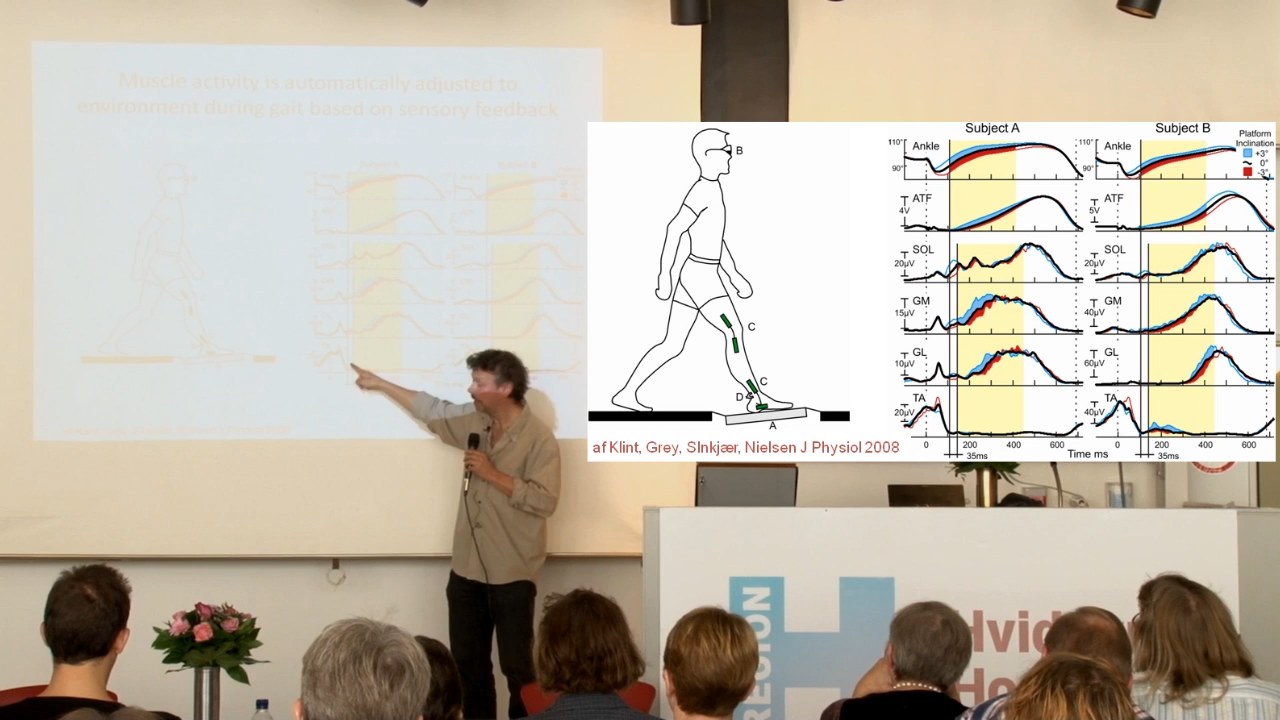 Muscle activity is automatically adjusted to
environment during gait based on sensory feedback
B
C
C
D
A
af Klint, Grey, SInkjær, Nielsen J Physiol 2008
Subject A
Subject B
Platform
Inclination
+3°
0°
-3°
110°
90°
Ankle
110°
90°
Ankle
ATF
4V
ATF
5V
SOL
20µV
SOL
20µV
GM
15µV
GM
40µV
GL
10µV
GL
60µV
TA
20µV
TA
40µV
0 200 400 600
Time ms
0 200 400 600
35ms
35ms
REGION
H
Hvid
Ho